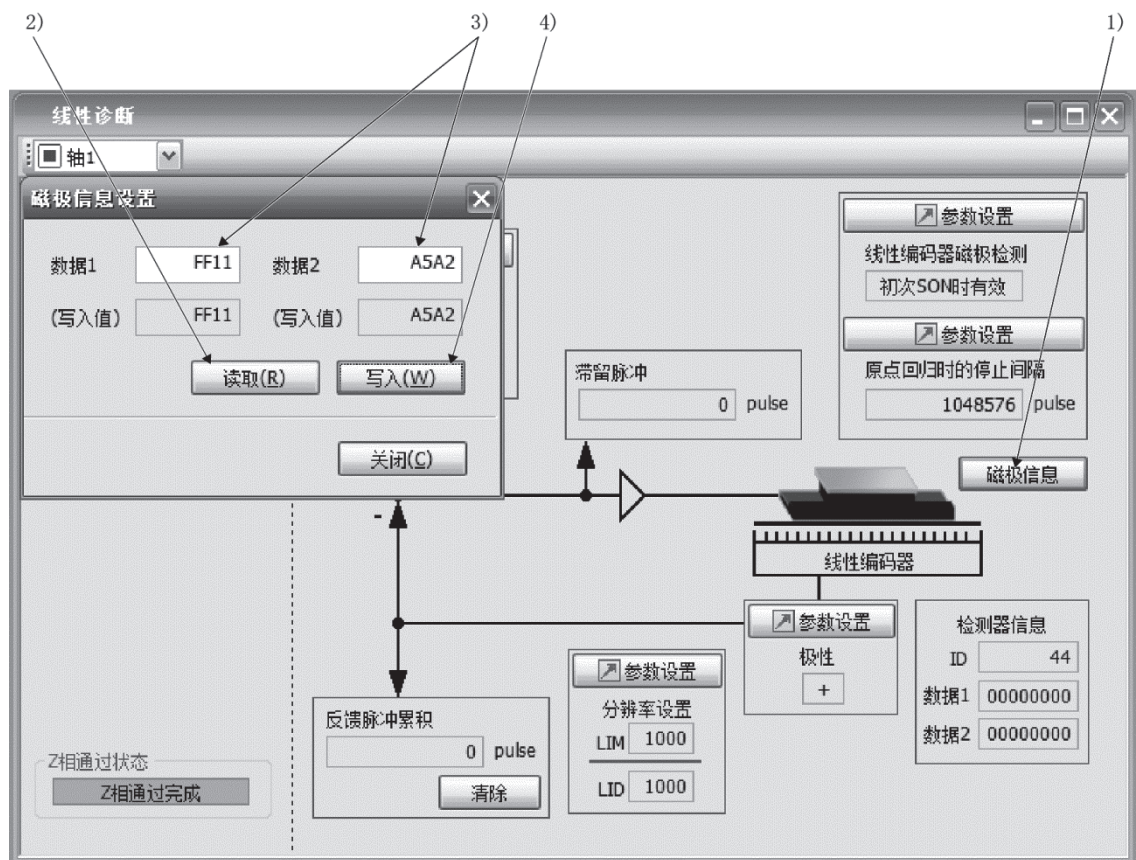 2) 3) 4) 1)
线性诊断
轴1
磁极信息设置
数据1 FF11 数据2 A5A2
(写入值) FF11 (写入值) A5A2
读取(R) 写入(W)
关闭(C)
参数设置
线性编码器磁极检测
初次SON时有效
参数设置
原点回归时的停止间隔
1048576 pulse
滞留脉冲
0 pulse
磁极信息
-
线性编码器
参数设置
极性
+
检测器信息
ID 44
数据1 00000000
数据2 00000000
参数设置
分辨率设置
LIM 1000
LID 1000
反馈脉冲累积
0 pulse
清除
Z相通过状态
Z相通过完成